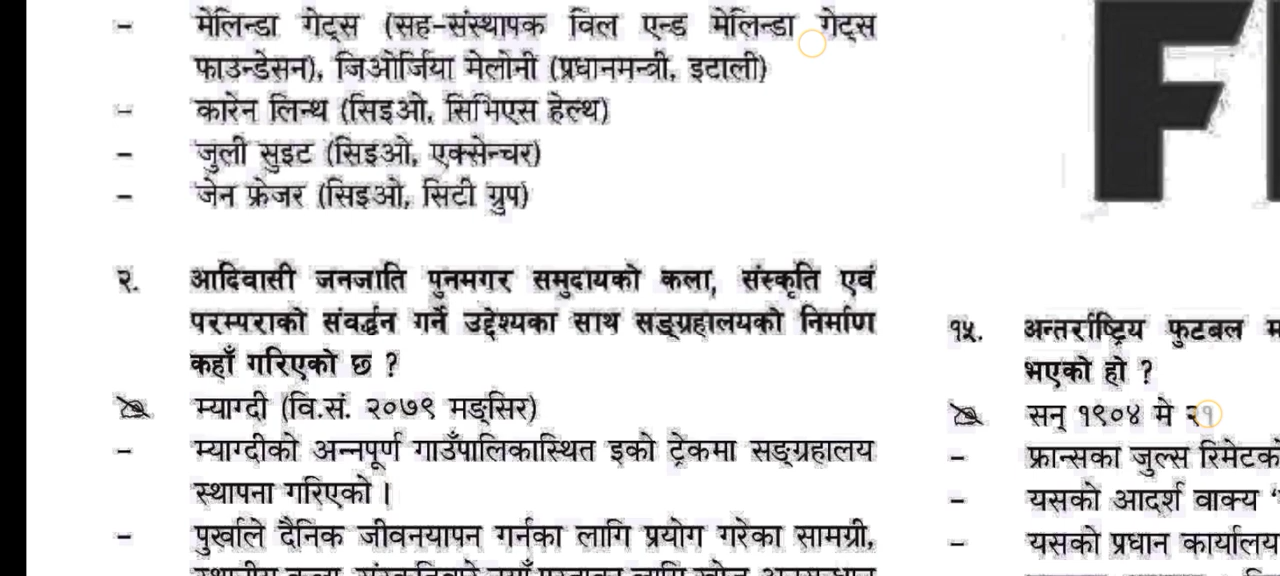 - मेलिन्डा गेट्स (सह-संस्थापक विल एन्ड मेलिन्डा गेट्स
फाउन्डेसन), जिओर्जिया मेलोनी (प्रधानमन्त्री, इटाली)
- कारेन लिन्थ (सिइओ, सिभिएस हेल्थ)
- जुली सुइट (सिइओ, एक्सेन्चर)
- जेन फ्रेजर (सिइओ, सिटी ग्रुप)
२. आदिवासी जनजाति पुनमगर समुदायको कला, संस्कृति एवं
परम्पराको संवर्द्धन गर्ने उद्देश्यका साथ सङ्ग्रहालयको निर्माण
कहाँ गरिएको छ ?
म्याग्दी (वि.सं. २०७९ मङ्सिर)
- म्याग्दीको अन्नपूर्ण गाउँपालिकास्थित इको ट्रेकमा सङ्ग्रहालय
स्थापना गरिएको ।
- पुर्खाले दैनिक जीवनयापन गर्नका लागि प्रयोग गरेका सामग्री,
F
१५. अन्तर्राष्ट्रिय फुटबल
भएको हो ?
सन् १९०४ मे २१
- फ्रान्सका जुल्स रिमेटको
- यसको आदर्श वाक्य
- यसको प्रधान कार्यालय